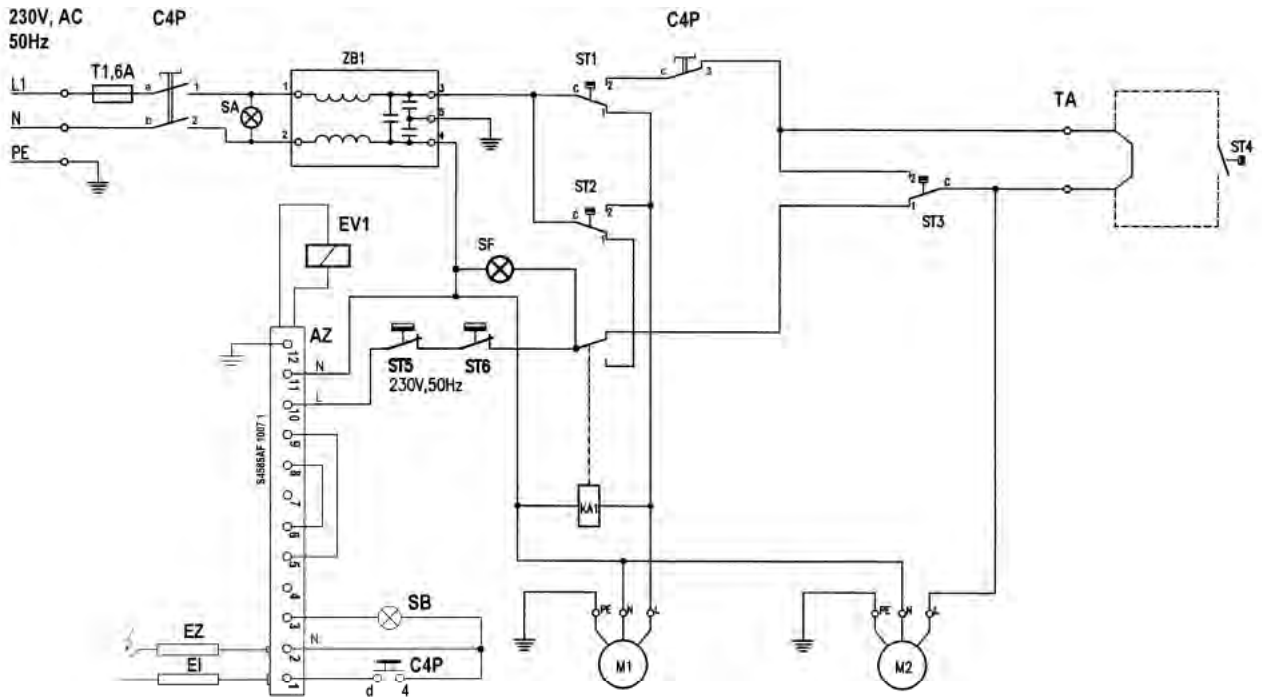 230V, AC
50Hz
C4P
C4P
L1
T1,6A
a
1
SA
N
b
2
PE
ZB1
1
2
3
5
4
ST1
c
2
1
c
3
ST2
c
2
1
TA
ST4
2
c
1
ST3
EV1
SF
AZ
ST5
ST6
230V,50Hz
N
L
S4565AF 1007 1
12
11
10
9
8
7
6
5
4
3
2
1
KA1
SB
N
C4P
d
4
EZ
EI
PE
N
L
M1
PE
N
L
M2